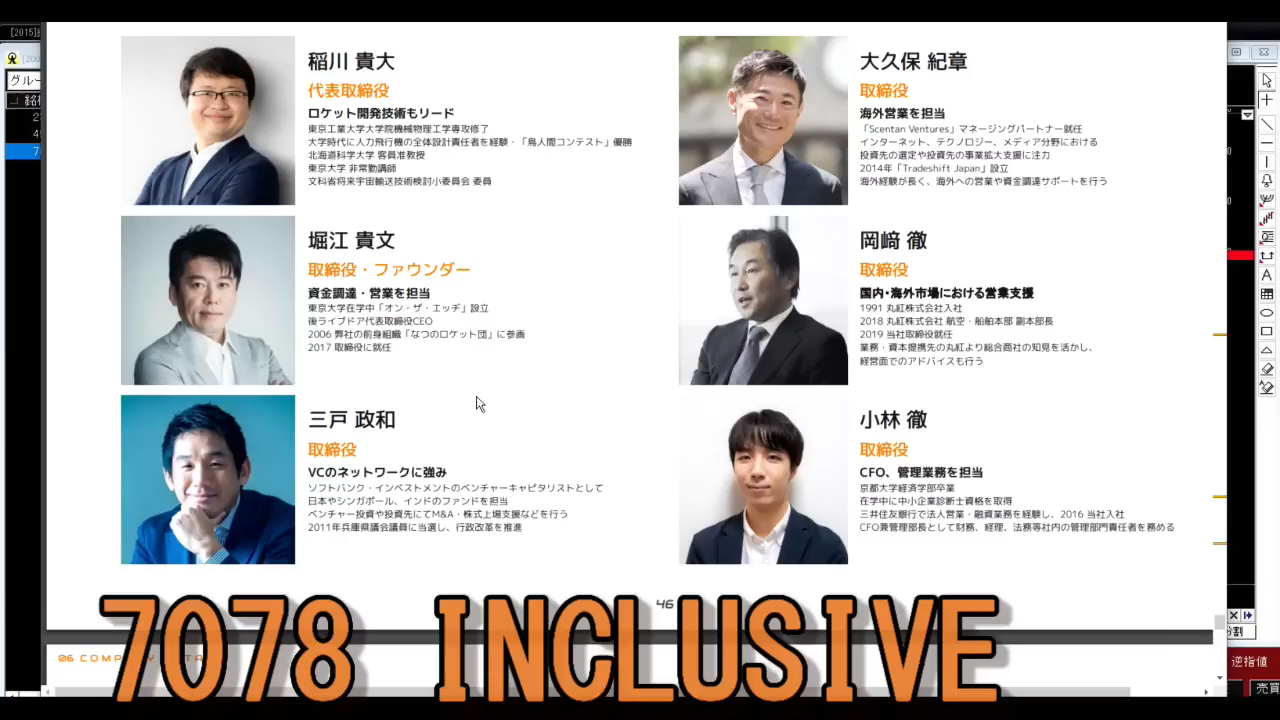 [2015]
グルー
稲川 貴大
代表取締役
ロケット開発技術もリード
東京工業大学大学院機械物理工学専攻修了
大学時代に人力飛行機の全体設計責任者を経験・「鳥人間コンテスト」優勝
北海道科学大学 客員准教授
東京大学 非常勤講師
文科省将来宇宙輸送技術検討小委員会 委員
大久保 紀章
取締役
海外営業を担当
「Scentan Ventures」マネージングパートナー就任
インターネット、テクノロジー、メディア分野における
投資先の選定や投資先の事業拡大支援に注力
2014年「Tradeshift Japan」設立
海外経験が長く、海外への営業や資金調達サポートを行う
堀江 貴文
取締役・ファウンダー
資金調達・営業を担当
東京大学在学中「オン・ザ・エッヂ」設立
後ライブドア代表取締役CEO
2006 弊社の前身組織「なつのロケット団」に参画
2017 取締役に就任
岡﨑 徹
取締役
国内・海外市場における営業支援
1991 丸紅株式会社入社
2018 丸紅株式会社 航空・船舶本部 副本部長
2019 当社取締役就任
業務・資本提携先の丸紅より総合商社の知見を活かし、
経営面でのアドバイスも行う
三戸 政和
取締役
VCのネットワークに強み
ソフトバンク・インベストメントのベンチャーキャピタリストとして
日本やシンガポール、インドのファンドを担当
ベンチャー投資や投資先にてM&A・株式上場支援などを行う
2011年兵庫県議会議員に当選し、行政改革を推進
小林 徹
取締役
CFO、管理業務を担当
京都大学経済学部卒業
在学中に中小企業診断士資格を取得
三井住友銀行で法人営業・融資業務を経験し、2016 当社入社
CFO兼管理部長として財務、経理、法務等社内の管理部門責任者を務める
46
7078 INCLUSIVE
06 COMP
逆指値
売買